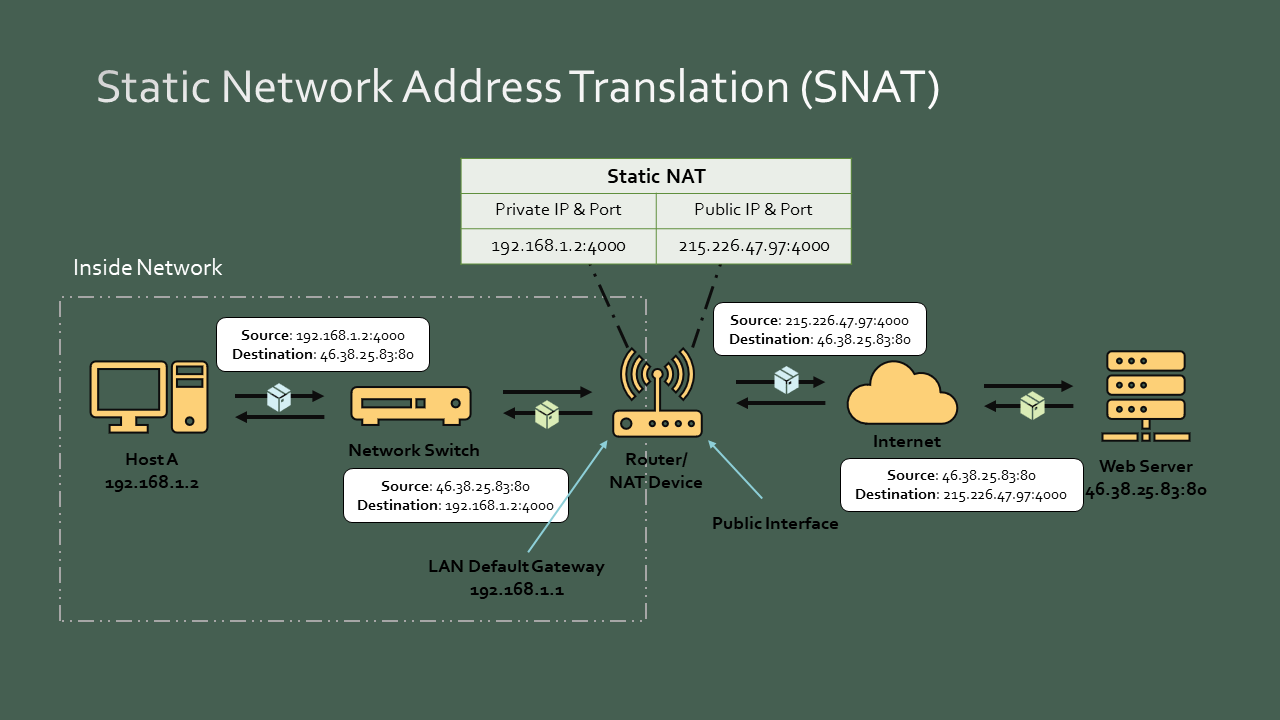 Static Network Address Translation (SNAT)
Static NAT
Private IP & Port
Public IP & Port
192.168.1.2:4000
215.226.47.97:4000
Inside Network
Source: 192.168.1.2:4000
Destination: 46.38.25.83:80
Source: 215.226.47.97:4000
Destination: 46.38.25.83:80
Host A
192.168.1.2
Network Switch
Source: 46.38.25.83:80
Destination: 192.168.1.2:4000
Router/
NAT Device
Internet
Source: 46.38.25.83:80
Destination: 215.226.47.97:4000
Web Server
46.38.25.83:80
Public Interface
LAN Default Gateway
192.168.1.1